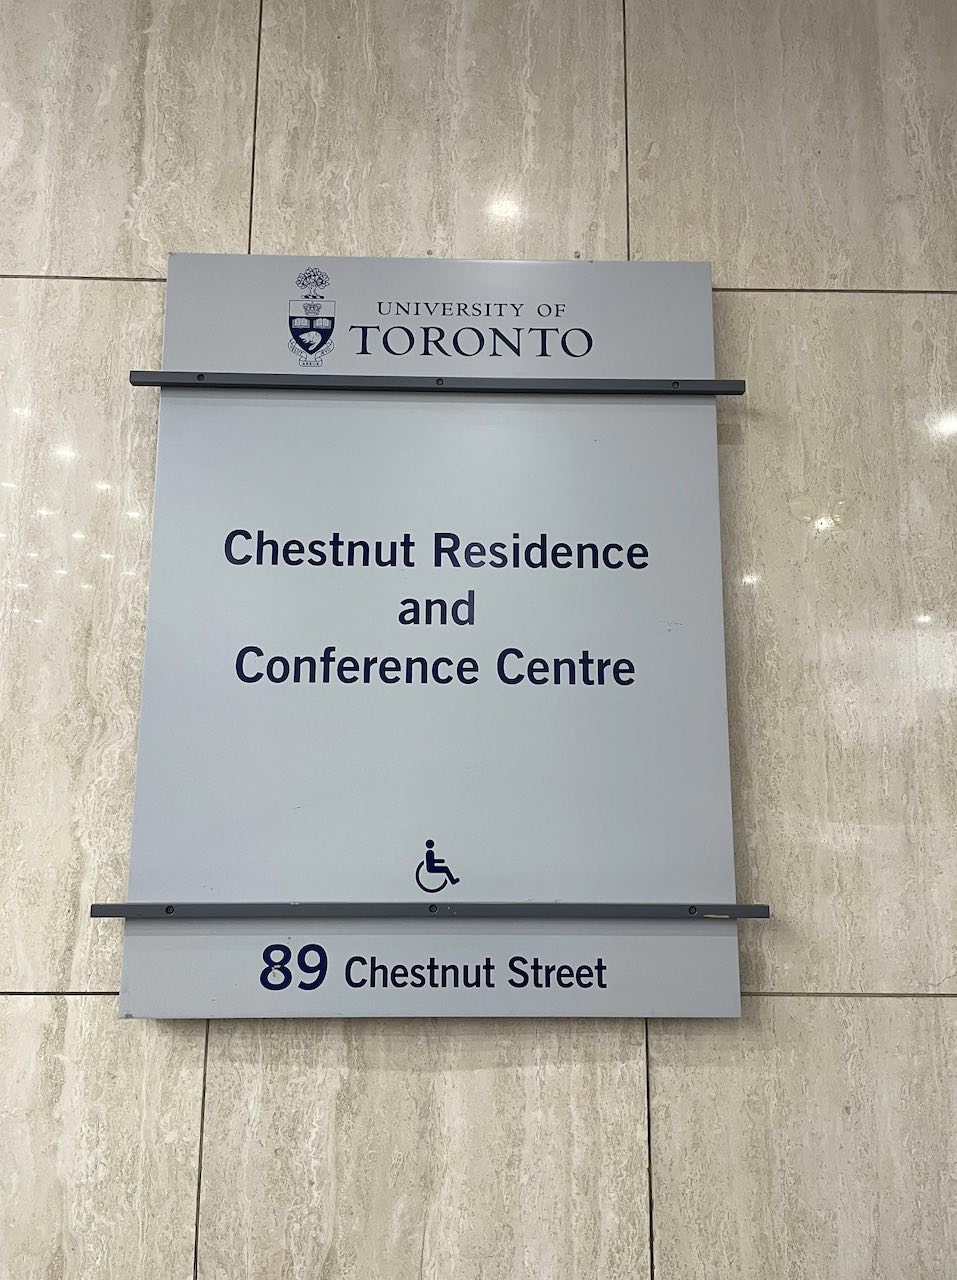 UNIVERSITY OF
TORONTO
Chestnut Residence
and
Conference Centre
89 Chestnut Street